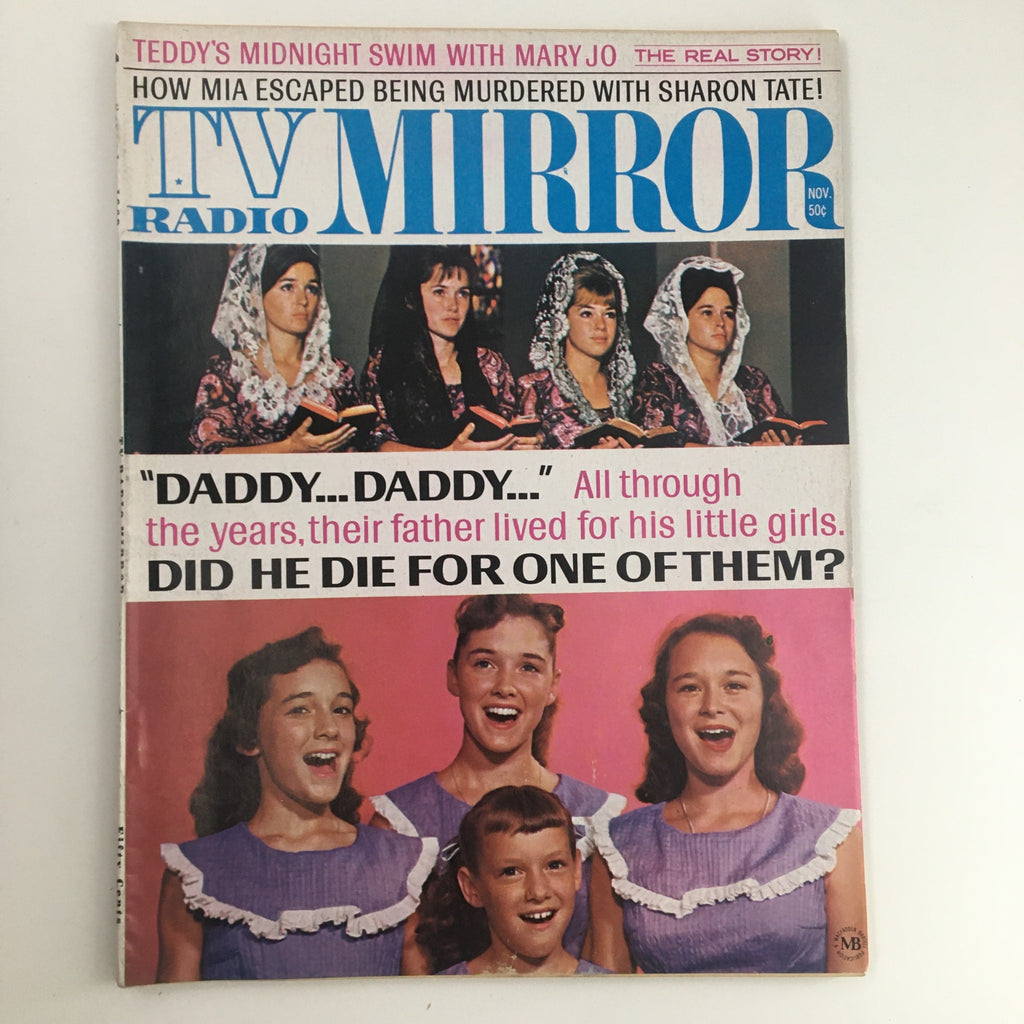 TEDDY'S MIDNIGHT SWIM WITH MARY JO THE REAL STORY!
HOW MIA ESCAPED BEING MURDERED WITH SHARON TATE!
TV RADIO MIRROR
NOV.
50¢
"DADDY...DADDY..." All through
the years, their father lived for his little girls.
DID HE DIE FOR ONE OF THEM?
MB
Fifty Cents